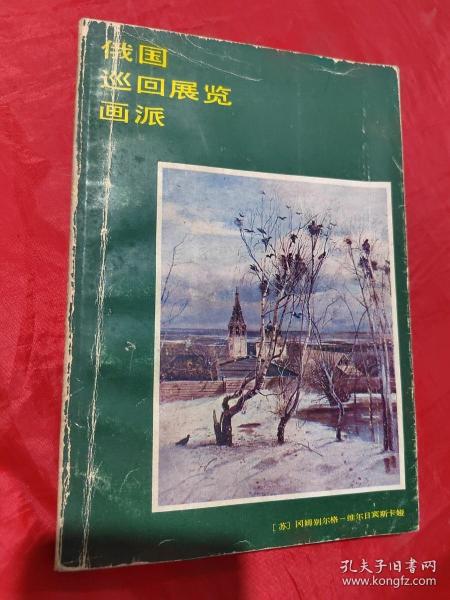 俄国
巡回展览
画派
[苏]冈姆别尔格-维尔日宾斯卡娅
孔夫子旧书网
www.kongfz.com